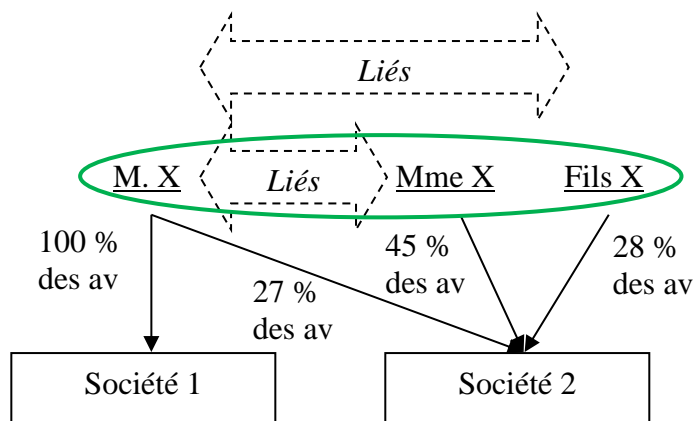 Liés
M. X
Liés
Mme X
Fils X
100 %
des av
27 %
des av
45 %
des av
28 %
des av
Société 1
Société 2